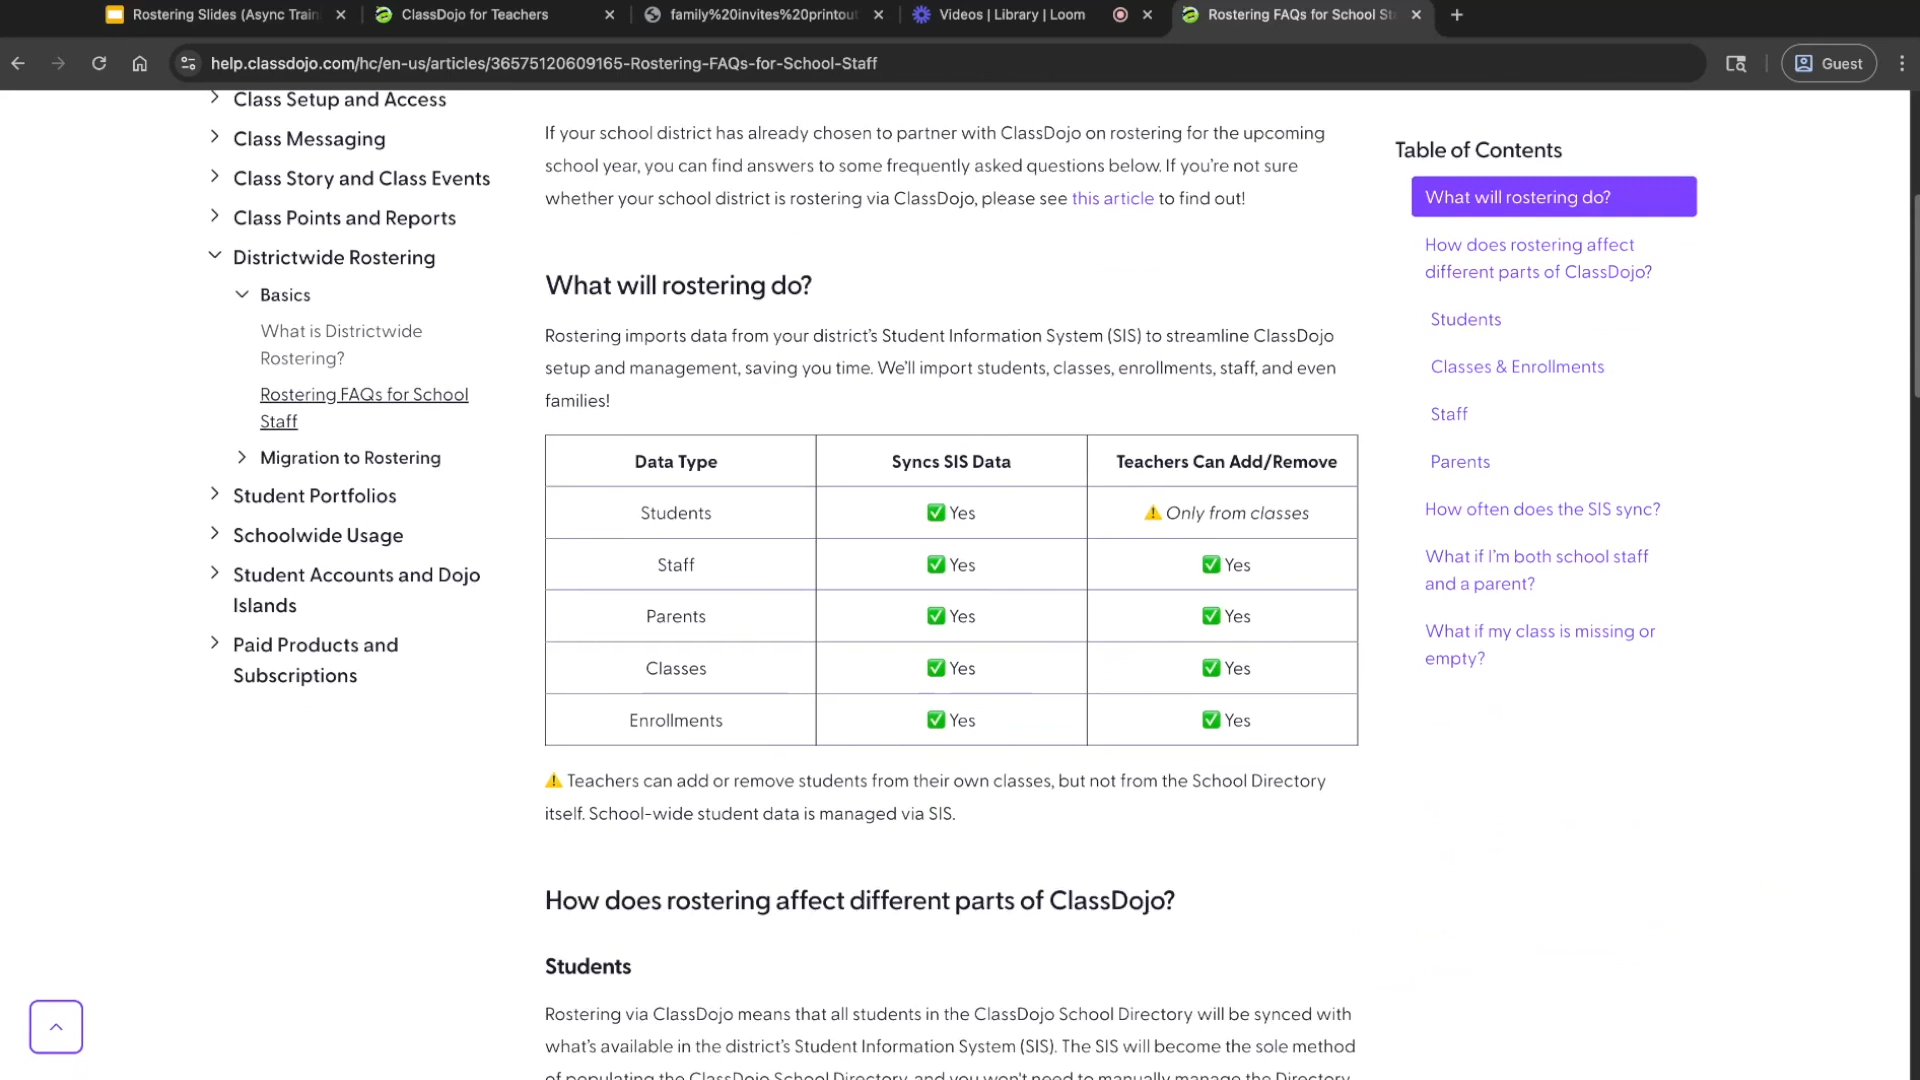 Rostering Slides (Async Train
ClassDojo for Teachers
family%20invites%20printout
Videos | Library | Loom
Rostering FAQs for School St
help.classdojo.com/hc/en-us/articles/36575120609165-Rostering-FAQs-for-School-Staff
Guest
Class Setup and Access
Class Messaging
Class Story and Class Events
Class Points and Reports
Districtwide Rostering
Basics
What is Districtwide
Rostering?
Rostering FAQs for School
Staff
Migration to Rostering
Student Portfolios
Schoolwide Usage
Student Accounts and Dojo
Islands
Paid Products and
Subscriptions
If your school district has already chosen to partner with ClassDojo on rostering for the upcoming
school year, you can find answers to some frequently asked questions below. If you're not sure
whether your school district is rostering via ClassDojo, please see this article to find out!
What will rostering do?
Rostering imports data from your district's Student Information System (SIS) to streamline ClassDojo
setup and management, saving you time. We'll import students, classes, enrollments, staff, and even
families!
Data Type Syncs SIS Data Teachers Can Add/Remove
Students ✅ Yes ⚠️ Only from classes
Staff ✅ Yes ✅ Yes
Parents ✅ Yes ✅ Yes
Classes ✅ Yes ✅ Yes
Enrollments ✅ Yes ✅ Yes
⚠️ Teachers can add or remove students from their own classes, but not from the School Directory
itself. School-wide student data is managed via SIS.
How does rostering affect different parts of ClassDojo?
Students
Rostering via ClassDojo means that all students in the ClassDojo School Directory will be synced with
what's available in the district's Student Information System (SIS). The SIS will become the sole method
of populating the ClassDojo School Directory, and you won't need to manually manage the Directory
Table of Contents
What will rostering do?
How does rostering affect
different parts of ClassDojo?
Students
Classes & Enrollments
Staff
Parents
How often does the SIS sync?
What if I'm both school staff
and a parent?
What if my class is missing or
empty?